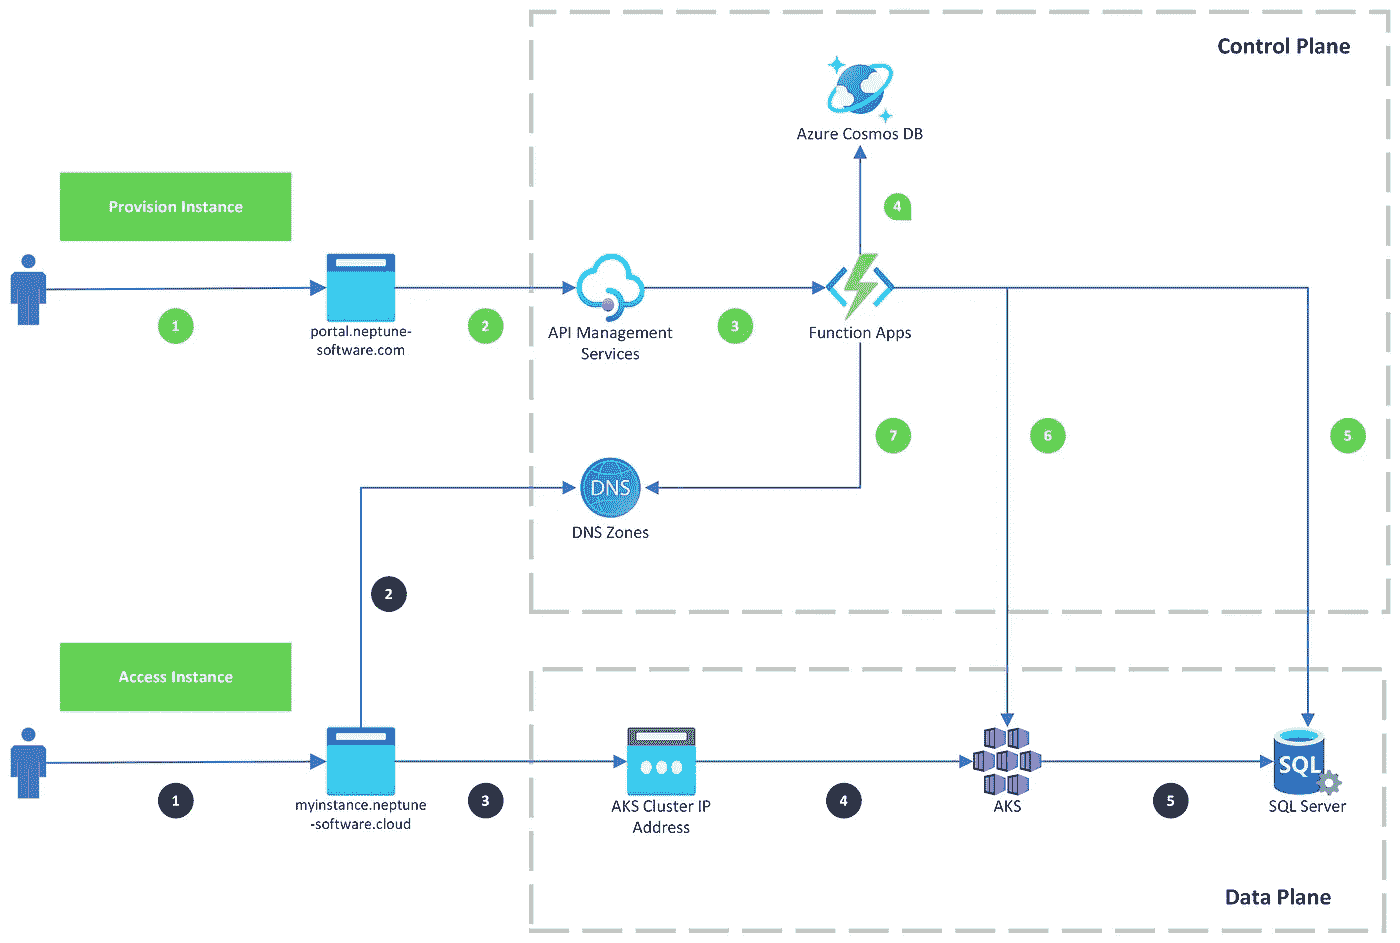 Control Plane
Azure Cosmos DB
4
Provision Instance
1
portal.neptune-
software.com
2
API Management
Services
3
Function Apps
7
6
5
DNS
DNS Zones
2
Access Instance
1
myinstance.neptune
-software.cloud
3
AKS Cluster IP
Address
4
AKS
5
SQL
SQL Server
Data Plane